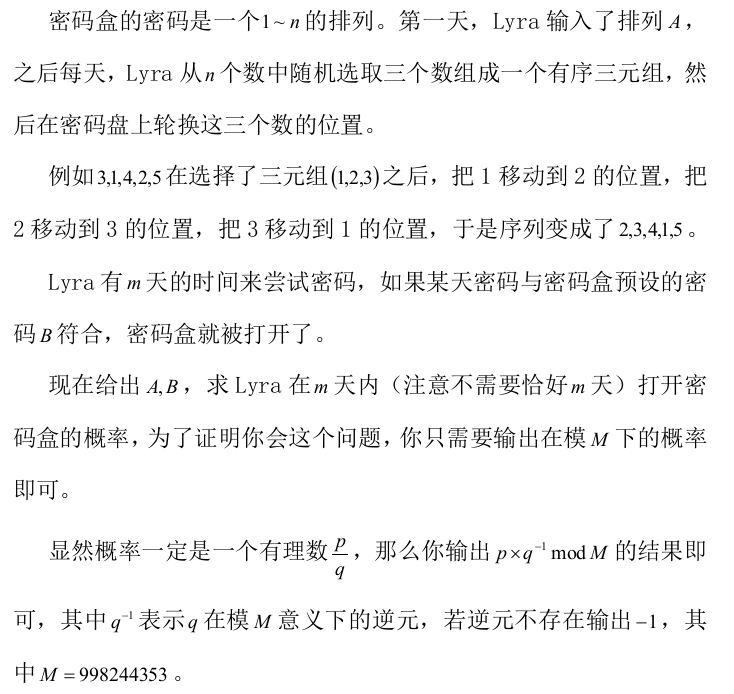 密码盒的密码是一个1~n的排列。第一天，Lyra 输入了排列 A，
之后每天，Lyra 从n个数中随机选取三个数组成一个有序三元组，然
后在密码盘上轮换这三个数的位置。
例如3,1,4,2,5在选择了三元组(1,2,3)之后，把 1 移动到 2 的位置，把
2 移动到 3 的位置，把 3 移动到 1 的位置，于是序列变成了 2,3,4,1,5 。
Lyra 有m天的时间来尝试密码，如果某天密码与密码盒预设的密
码B符合，密码盒就被打开了。
现在给出 A,B，求 Lyra 在m天内（注意不需要恰好m天）打开密
码盒的概率，为了证明你会这个问题，你只需要输出在模 M 下的概率
即可。
显然概率一定是一个有理数 p/q，那么你输出 p×q⁻¹ mod M 的结果即
可，其中q⁻¹表示q在模 M 意义下的逆元，若逆元不存在输出−1，其
中M = 998244353 。